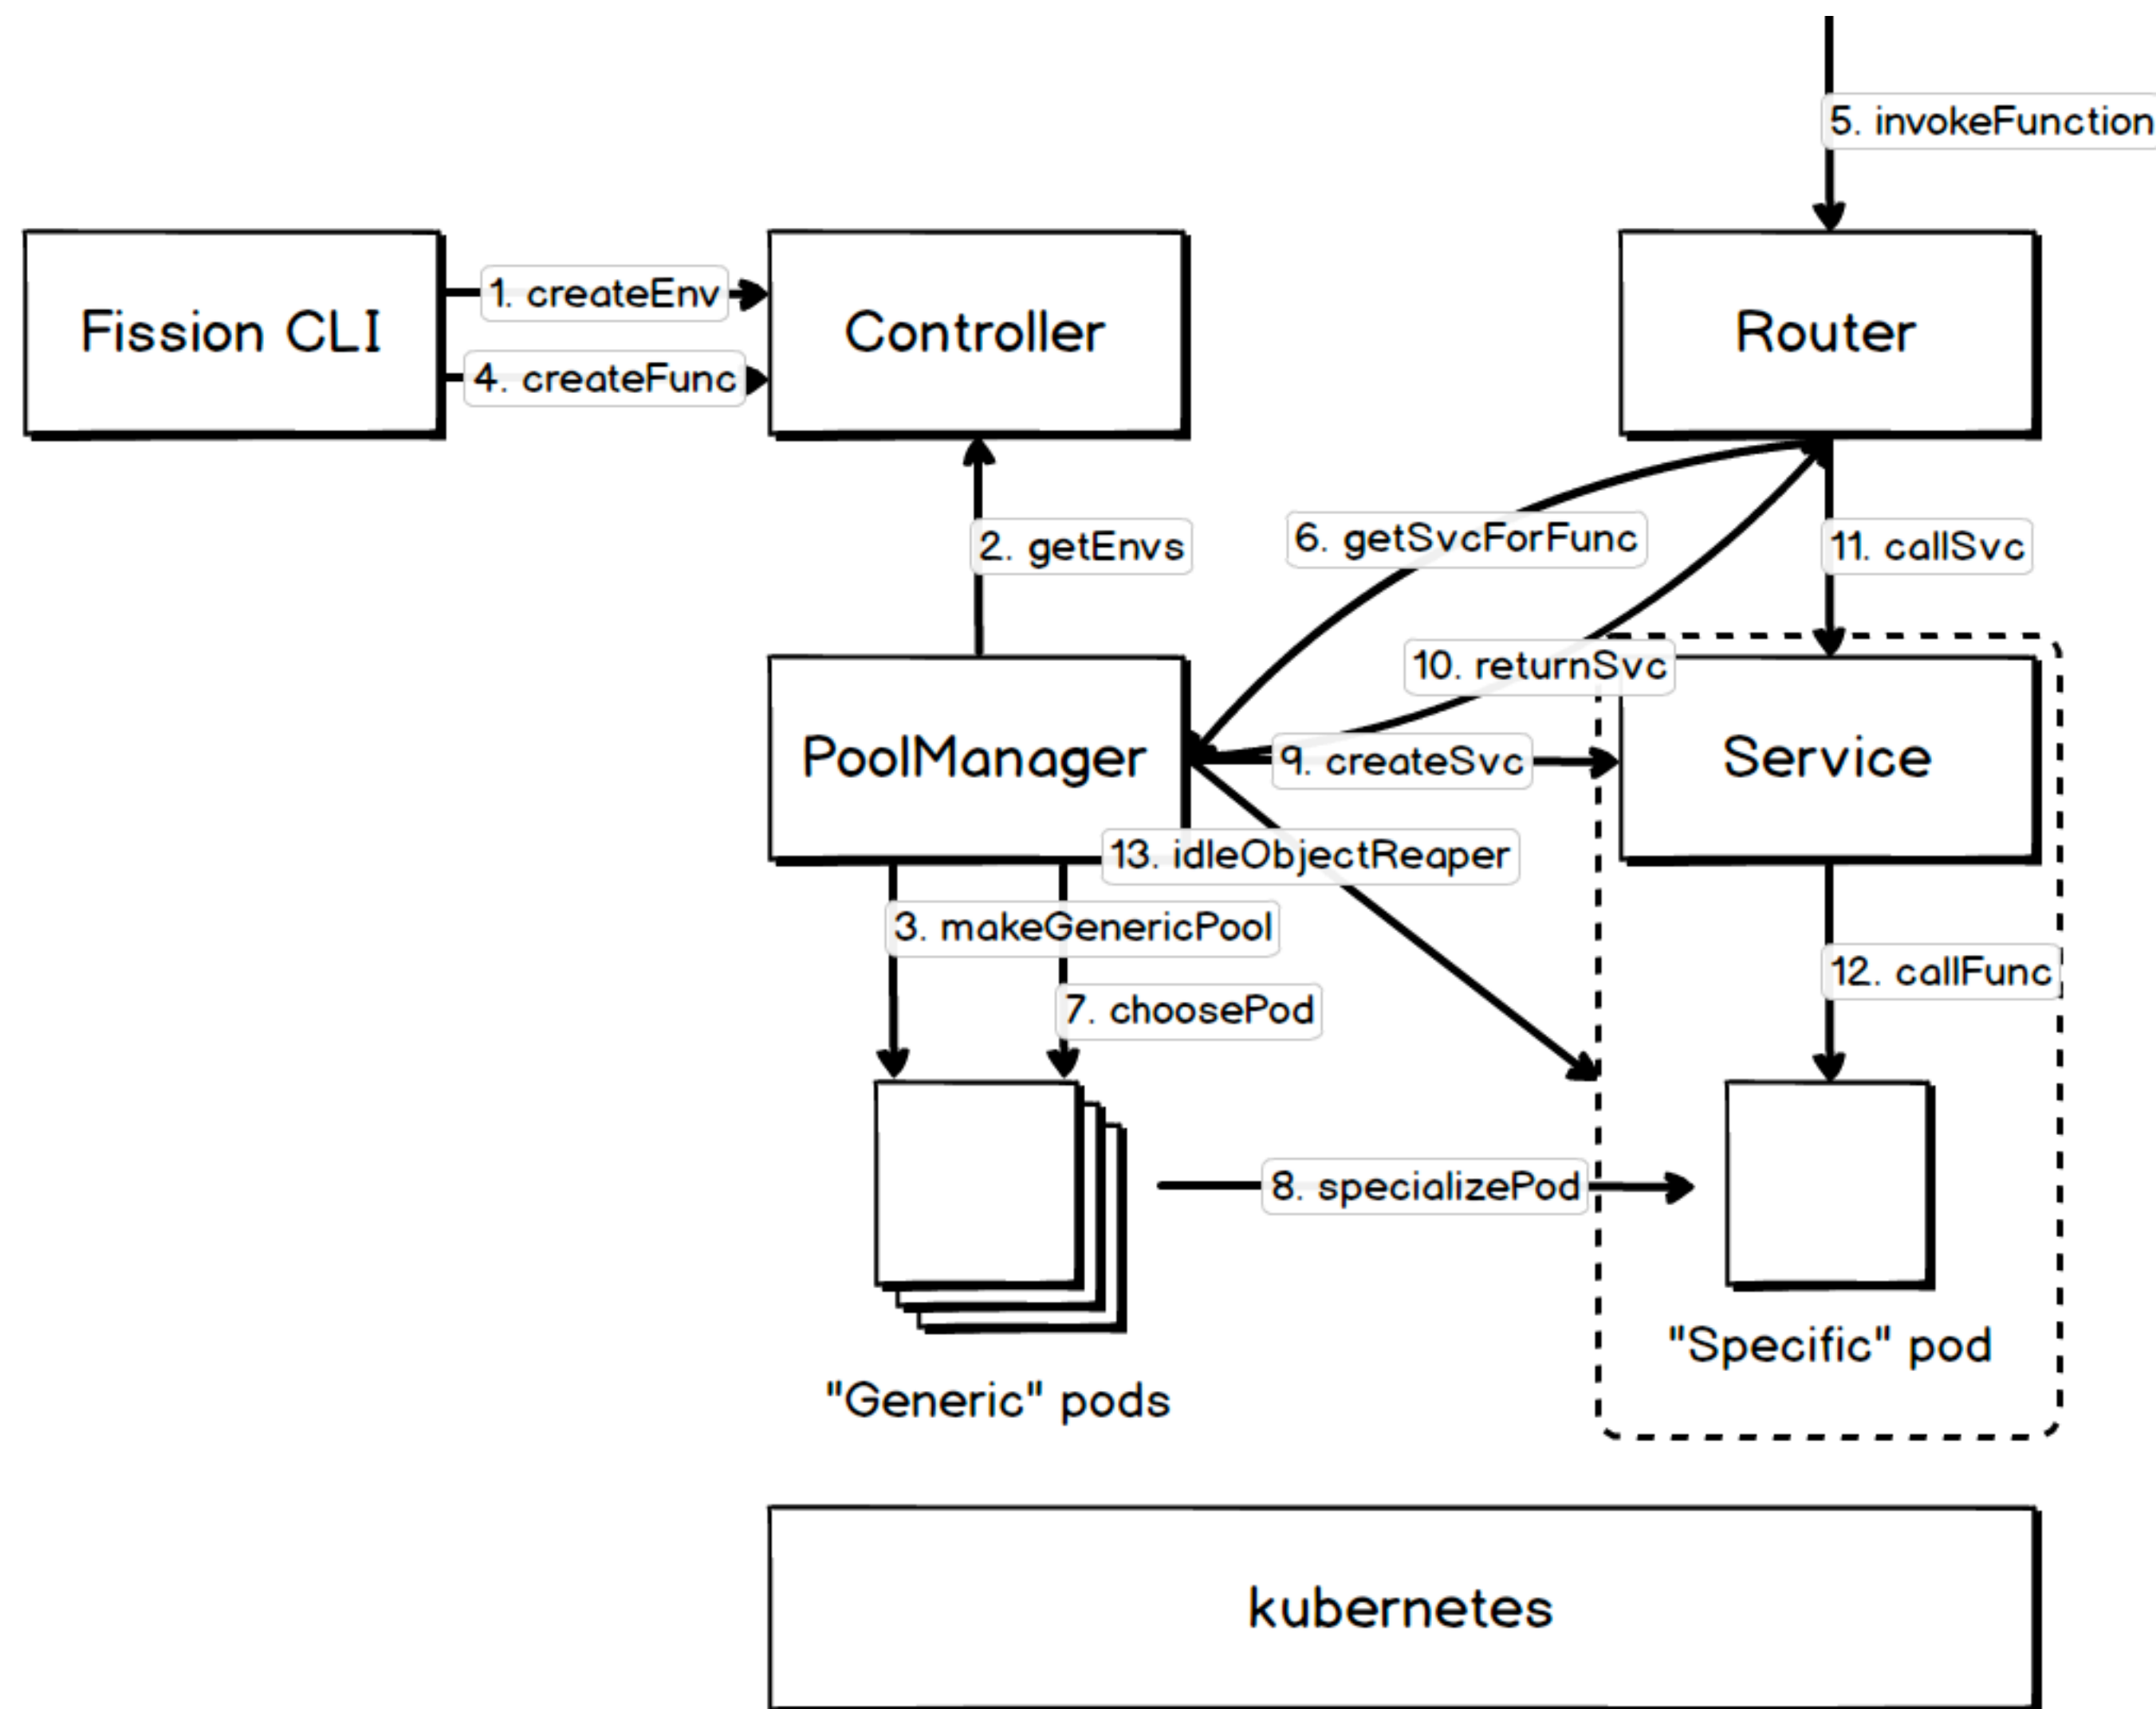 5. invokeFunction
Fission CLI
1. createEnv
4. createFunc
Controller
Router
2. getEnvs
6. getSvcForFunc
11. callSvc
10. returnSvc
PoolManager
9. createSvc
Service
13. idleObjectReaper
3. makeGenericPool
7. choosePod
12. callFunc
8. specializePod
"Specific" pod
"Generic" pods
kubernetes